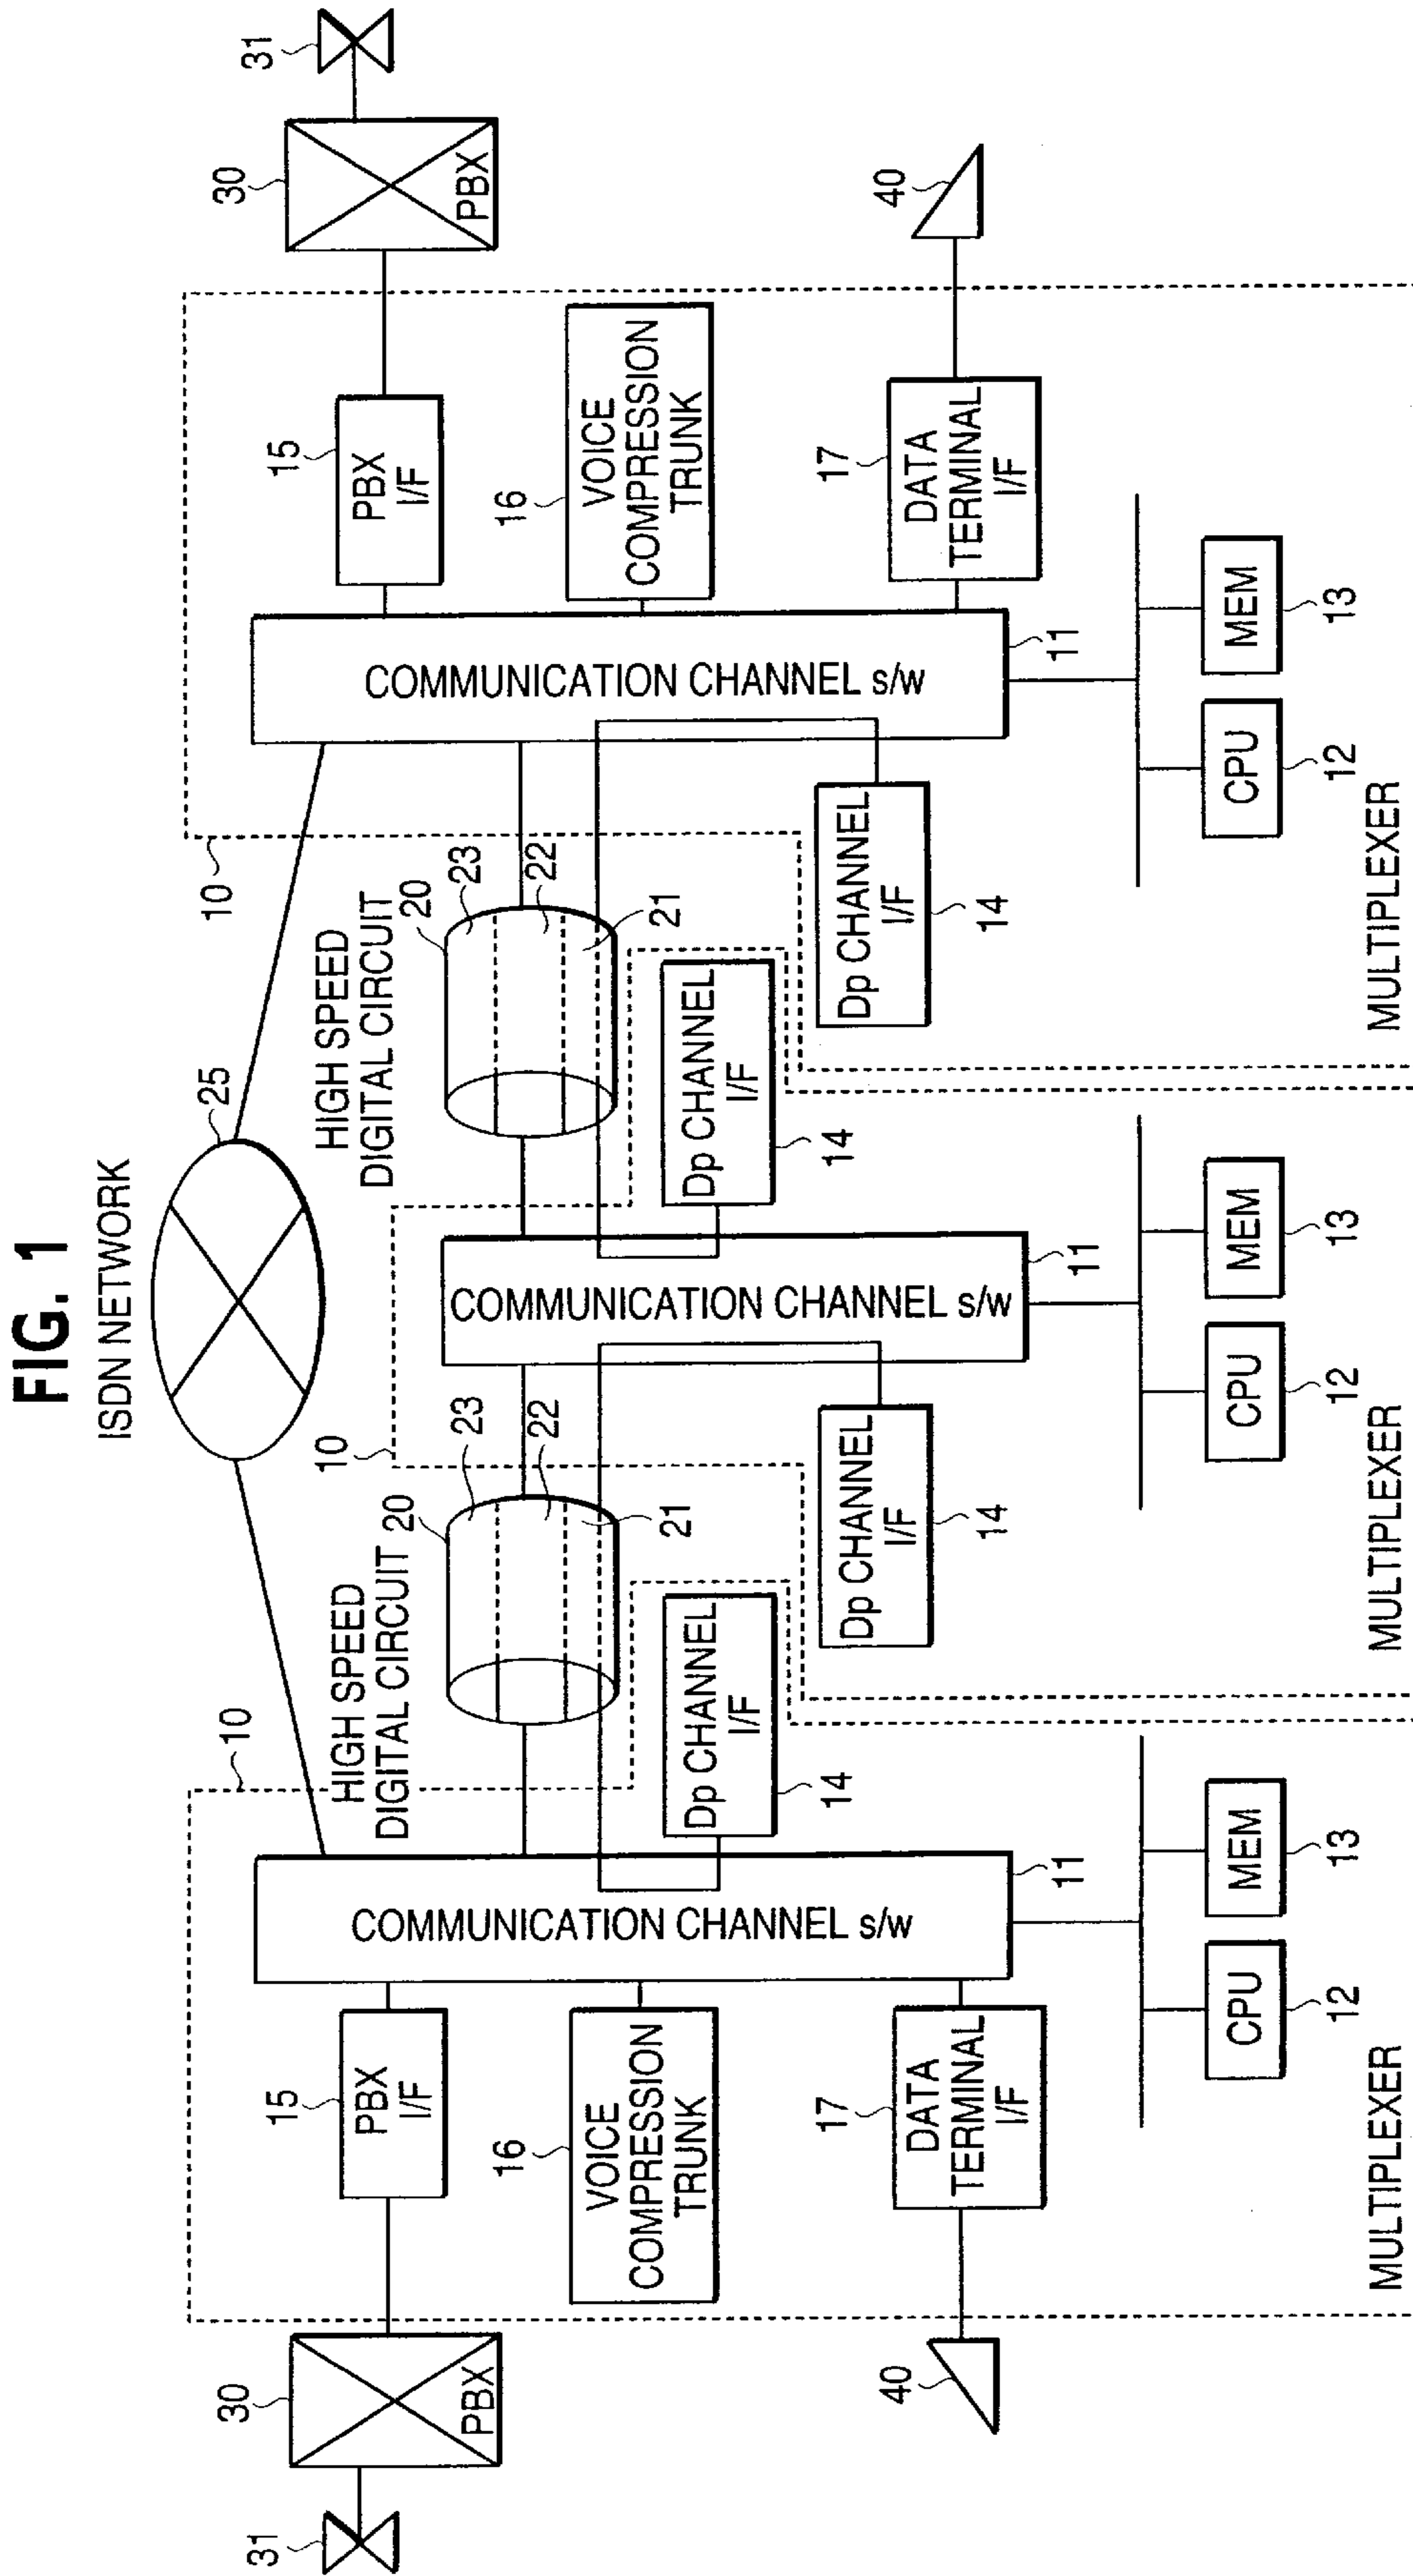 FIG. 1
ISDN NETWORK
25
31
30
PBX
10
HIGH SPEED
DIGITAL CIRCUIT
20
23
22
21
10
HIGH SPEED
DIGITAL CIRCUIT
20
23
22
21
10
30
PBX
31
15
PBX
I/F
16
VOICE
COMPRESSION
TRUNK
17
DATA
TERMINAL
I/F
40
COMMUNICATION CHANNEL s/w
11
Dp CHANNEL
I/F
14
Dp CHANNEL
I/F
14
COMMUNICATION CHANNEL s/w
11
Dp CHANNEL
I/F
14
Dp CHANNEL
I/F
14
COMMUNICATION CHANNEL s/w
11
15
PBX
I/F
16
VOICE
COMPRESSION
TRUNK
17
DATA
TERMINAL
I/F
40
CPU
12
MEM
13
MULTIPLEXER
CPU
12
MEM
13
MULTIPLEXER
CPU
12
MEM
13
MULTIPLEXER